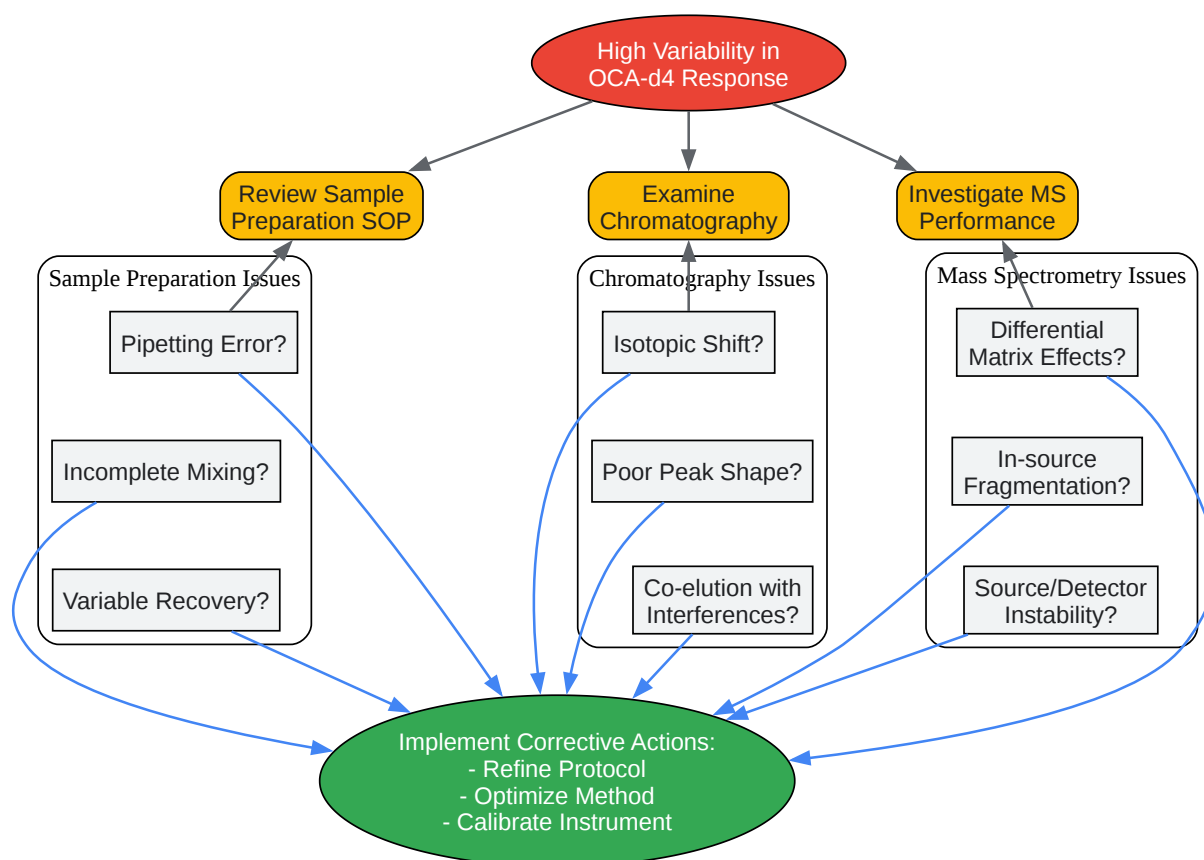 High Variability in
OCA-d4 Response
Review Sample
Preparation SOP
Examine
Chromatography
Investigate MS
Performance
Sample Preparation Issues
Pipetting Error?
Incomplete Mixing?
Variable Recovery?
Chromatography Issues
Isotopic Shift?
Poor Peak Shape?
Co-elution with
Interferences?
Mass Spectrometry Issues
Differential
Matrix Effects?
In-source
Fragmentation?
Source/Detector
Instability?
Implement Corrective Actions:
- Refine Protocol
- Optimize Method
- Calibrate Instrument